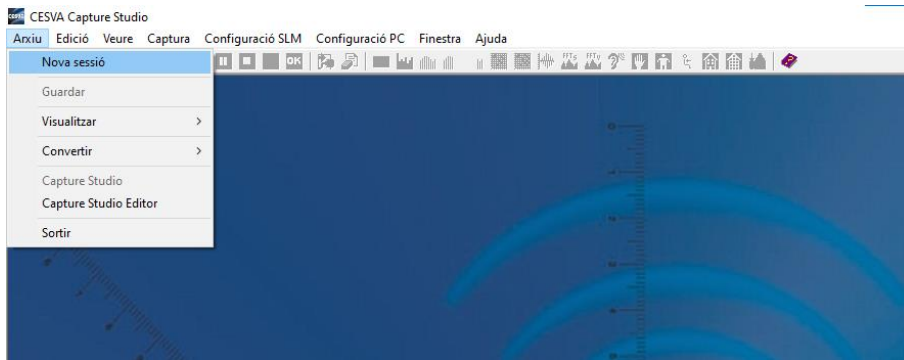 CESVA Capture Studio
Arxiu Edició Veure Captura Configuració SLM Configuració PC Finestra Ajuda
Nova sessió
OK
Guardar
Visualitzar
Convertir
Capture Studio
Capture Studio Editor
Sortir